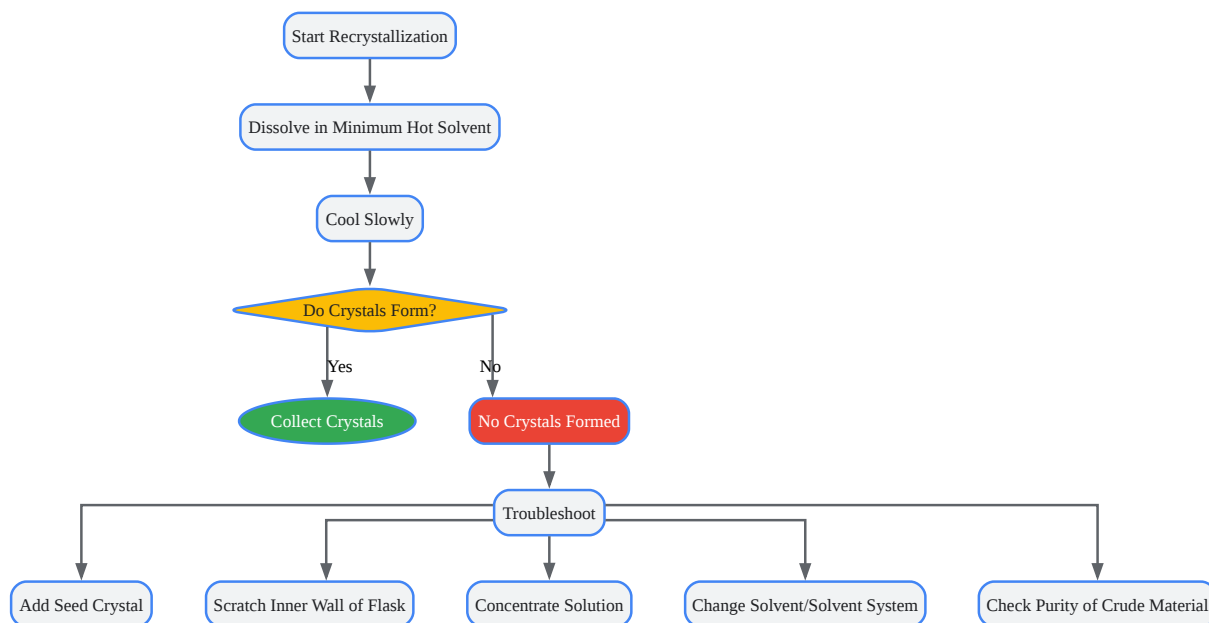 Start Recrystallization
Dissolve in Minimum Hot Solvent
Cool Slowly
Do Crystals Form?
Yes
No
Collect Crystals
No Crystals Formed
Troubleshoot
Add Seed Crystal
Scratch Inner Wall of Flask
Concentrate Solution
Change Solvent/Solvent System
Check Purity of Crude Material